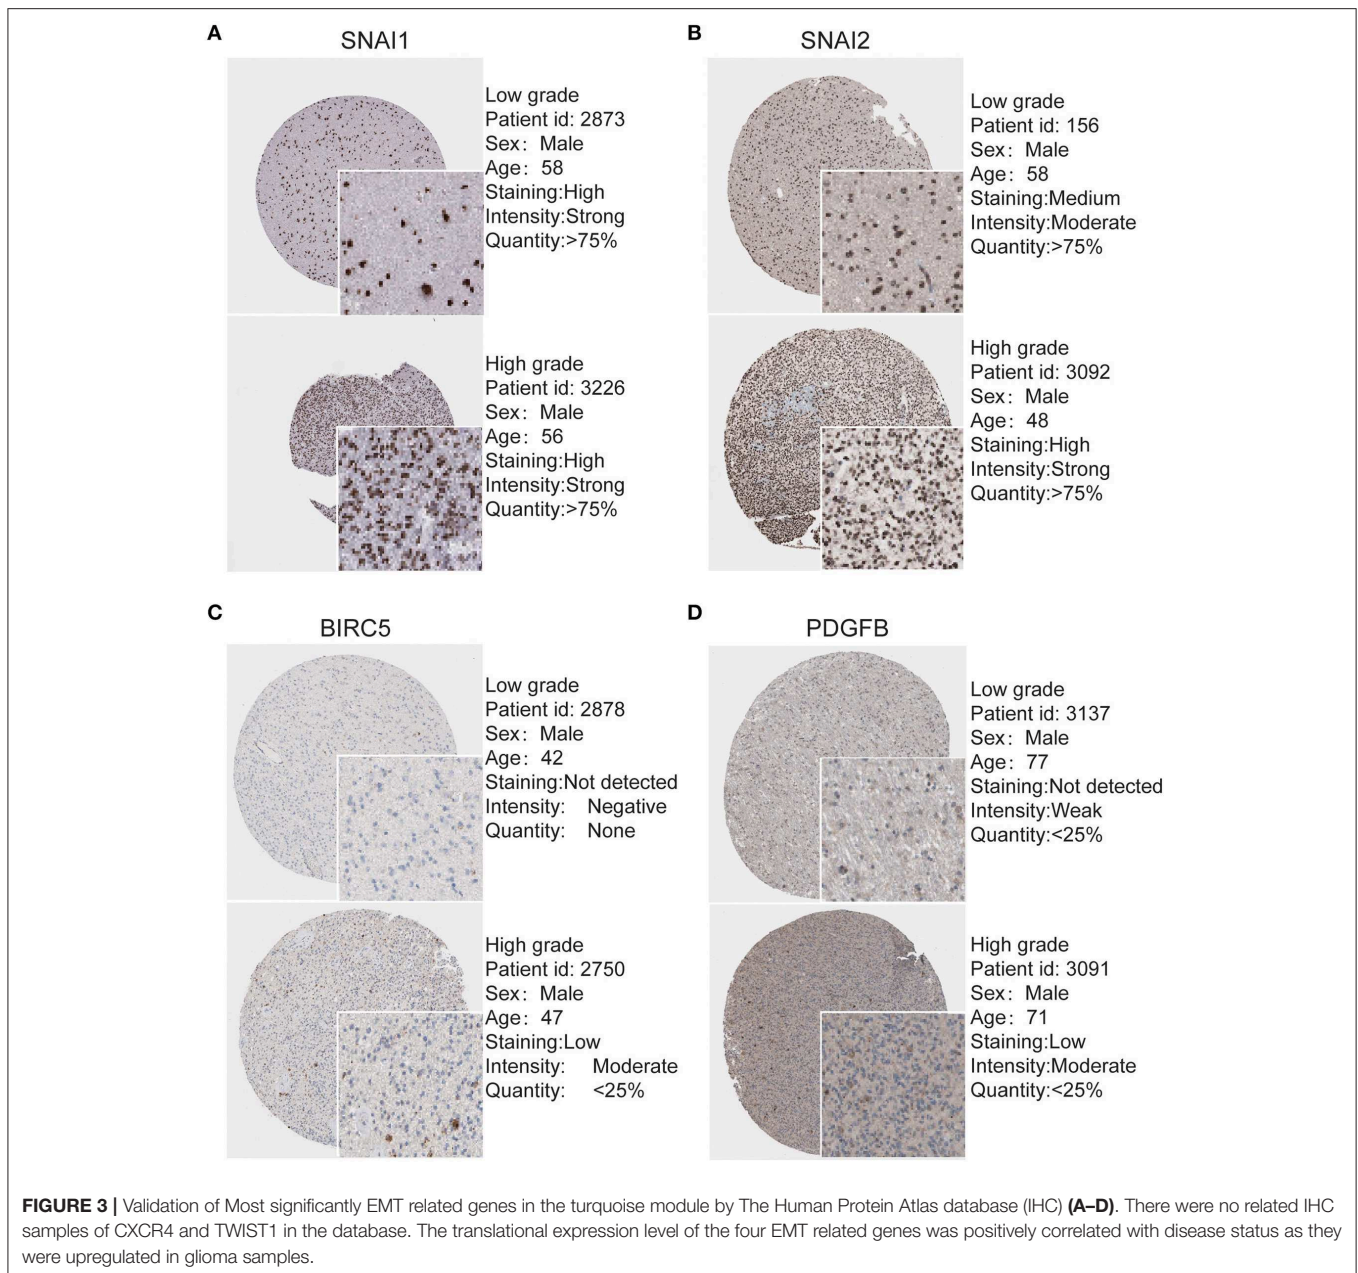 A
SNAI1
Low grade
Patient id: 2873
Sex: Male
Age: 58
Staining:High
Intensity:Strong
Quantity:>75%
High grade
Patient id: 3226
Sex: Male
Age: 56
Staining:High
Intensity:Strong
Quantity:>75%
B
SNAI2
Low grade
Patient id: 156
Sex: Male
Age: 58
Staining:Medium
Intensity:Moderate
Quantity:>75%
High grade
Patient id: 3092
Sex: Male
Age: 48
Staining:High
Intensity:Strong
Quantity:>75%
C
BIRC5
Low grade
Patient id: 2878
Sex: Male
Age: 42
Staining:Not detected
Intensity: Negative
Quantity: None
High grade
Patient id: 2750
Sex: Male
Age: 47
Staining:Low
Intensity: Moderate
Quantity: <25%
D
PDGFB
Low grade
Patient id: 3137
Sex: Male
Age: 77
Staining:Not detected
Intensity:Weak
Quantity:<25%
High grade
Patient id: 3091
Sex: Male
Age: 71
Staining:Low
Intensity:Moderate
Quantity:<25%
FIGURE 3 | Validation of Most significantly EMT related genes in the turquoise module by The Human Protein Atlas database (IHC) (A–D). There were no related IHC
samples of CXCR4 and TWIST1 in the database. The translational expression level of the four EMT related genes was positively correlated with disease status as they
were upregulated in glioma samples.